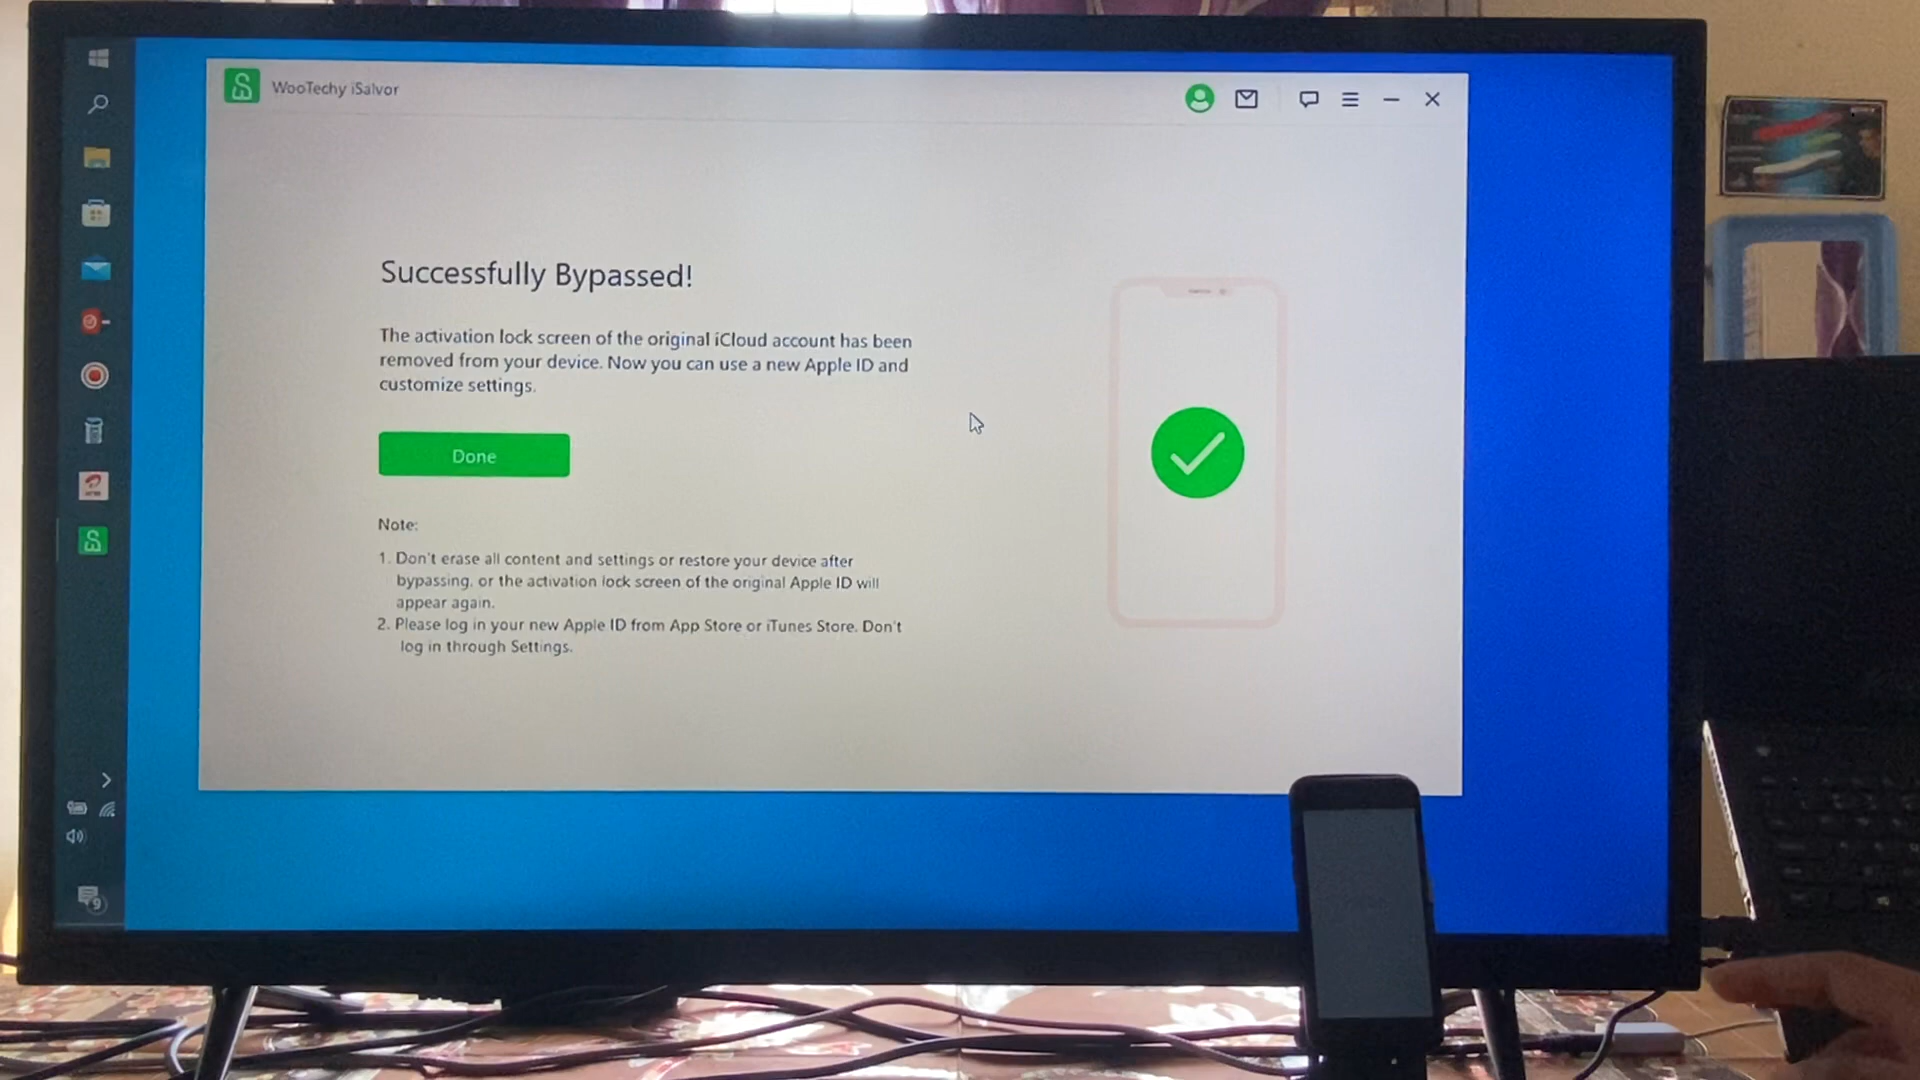 WooTechy iSalvor
Successfully Bypassed!
The activation lock screen of the original iCloud account has been
removed from your device. Now you can use a new Apple ID and
customize settings.
Done
Note:
1. Don't erase all content and settings or restore your device after
bypassing, or the activation lock screen of the original Apple ID will
appear again.
2. Please log in your new Apple ID from App Store or iTunes Store. Don't
log in through Settings.
9